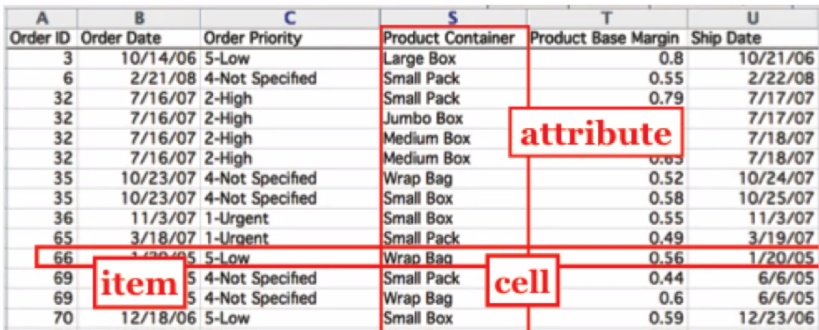 A B C S T U
Order ID Order Date Order Priority Product Container Product Base Margin Ship Date
3 10/14/06 5-Low Large Box 0.8 10/21/06
6 2/21/08 4-Not Specified Small Pack 0.55 2/22/08
32 7/16/07 2-High Small Pack 0.79 7/17/07
32 7/16/07 2-High Jumbo Box 7/17/07
attribute
32 7/16/07 2-High Medium Box 7/18/07
32 7/16/07 2-High Medium Box 7/18/07
35 10/23/07 4-Not Specified Wrap Bag 0.52 10/24/07
35 10/23/07 4-Not Specified Small Box 0.58 10/25/07
36 11/3/07 1-Urgent Small Box 0.55 11/3/07
65 3/18/07 1-Urgent Small Pack 0.49 3/19/07
66 5-Low Wrap Bag 0.56 1/20/05
item cell
69 5 4-Not Specified Small Pack 0.44 6/6/05
69 5 4-Not Specified Wrap Bag 0.6 6/6/05
70 12/18/06 5-Low Small Box 0.59 12/23/06